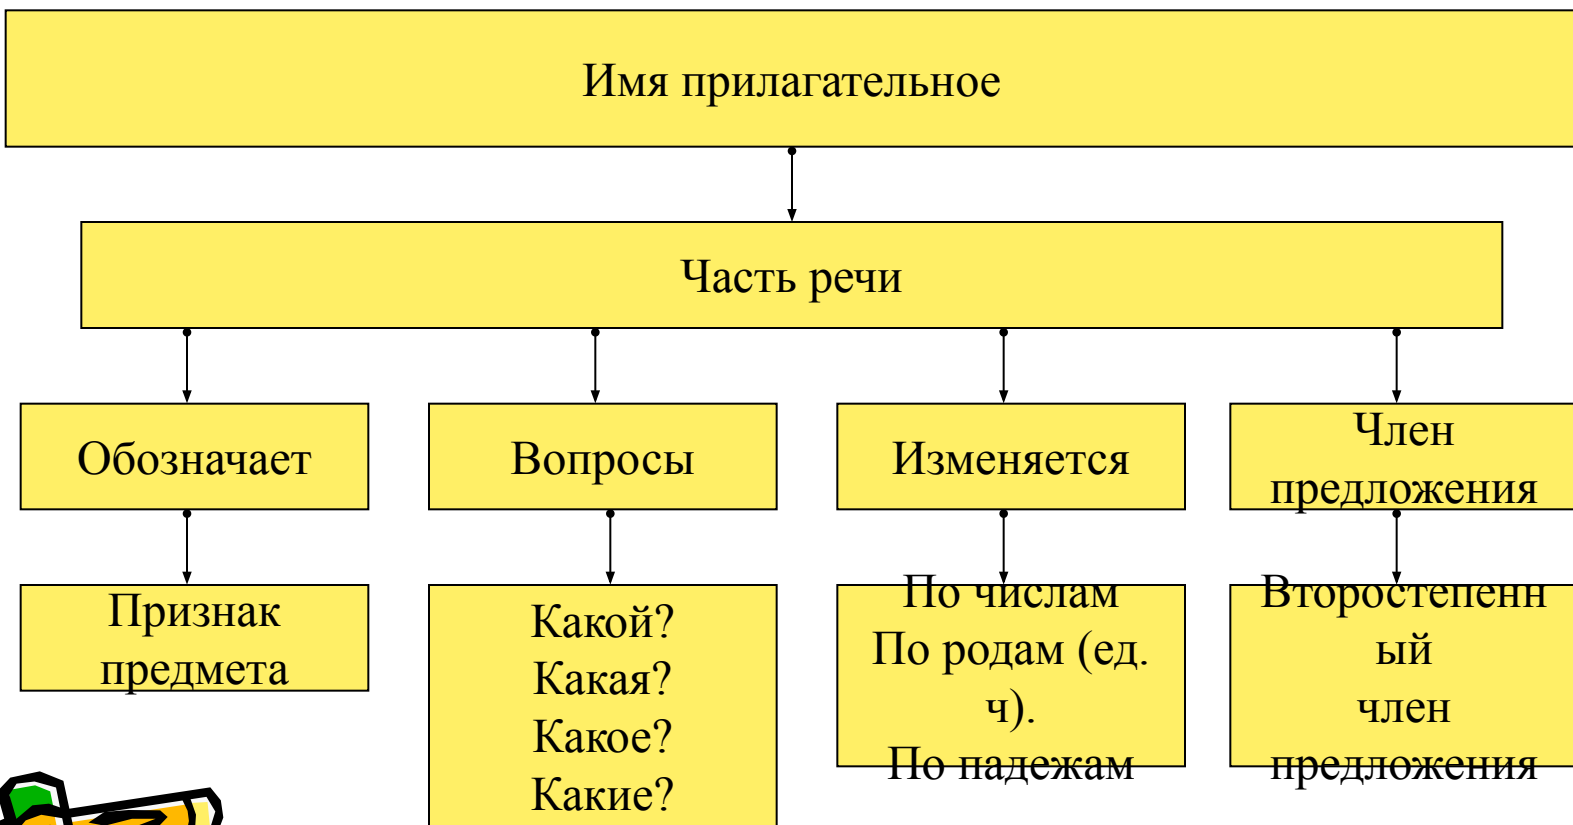 Имя прилагательное
Часть речи
Обозначает
Вопросы
Изменяется
Член
предложения
Признак
предмета
Какой?
Какая?
Какое?
Какие?
По числам
По родам (ед.
ч).
По падежам
Второстепенн
ый
член
предложения